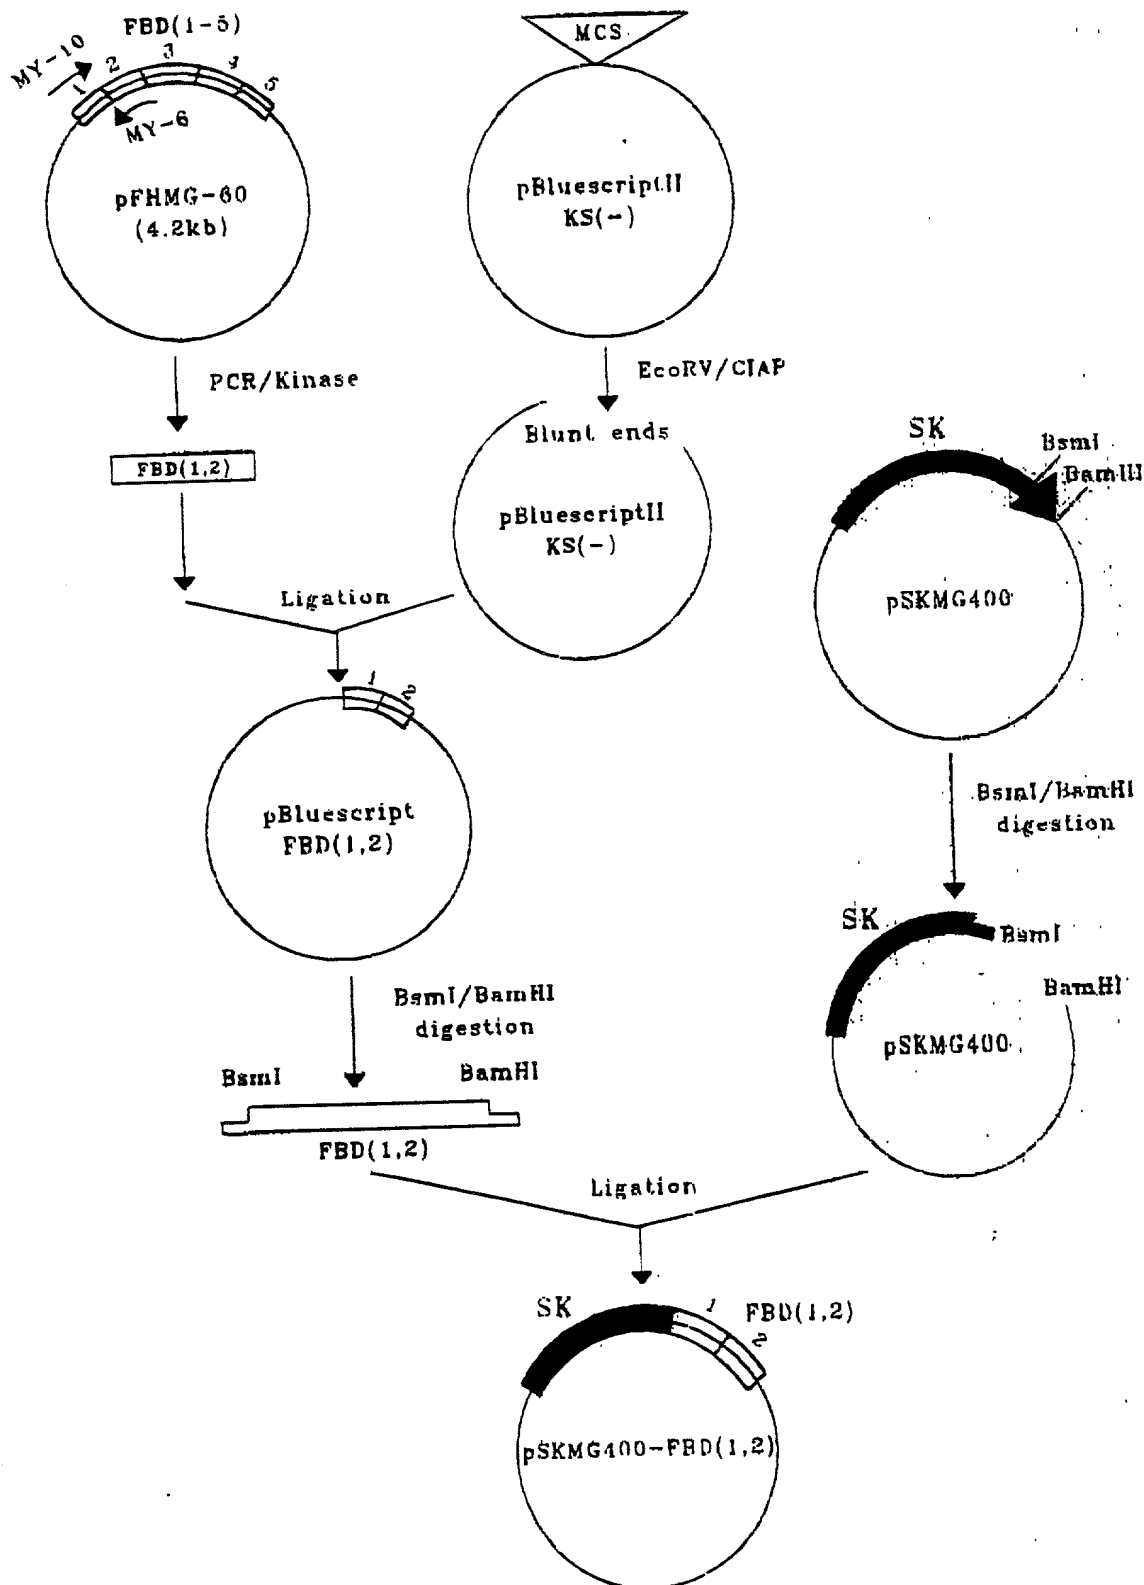 FBD(1-5)
MY-10
1
2
3
4
5
MY-6
pFHMG-60
(4.2kb)
MCS
pBluescriptII
KS(-)
PCR/Kinase
EcoRV/CIAP
FBD(1,2)
Blunt ends
pBluescriptII
KS(-)
SK
BsmI
BamHI
pSKMG400
Ligation
1
2
pBluescript
FBD(1,2)
BsmI/BamHI
digestion
SK
BsmI
BamHI
pSKMG400
BsmI/BamHI
digestion
BsmI
BamHI
FBD(1,2)
Ligation
SK
1
2
FBD(1,2)
pSKMG400-FBD(1,2)